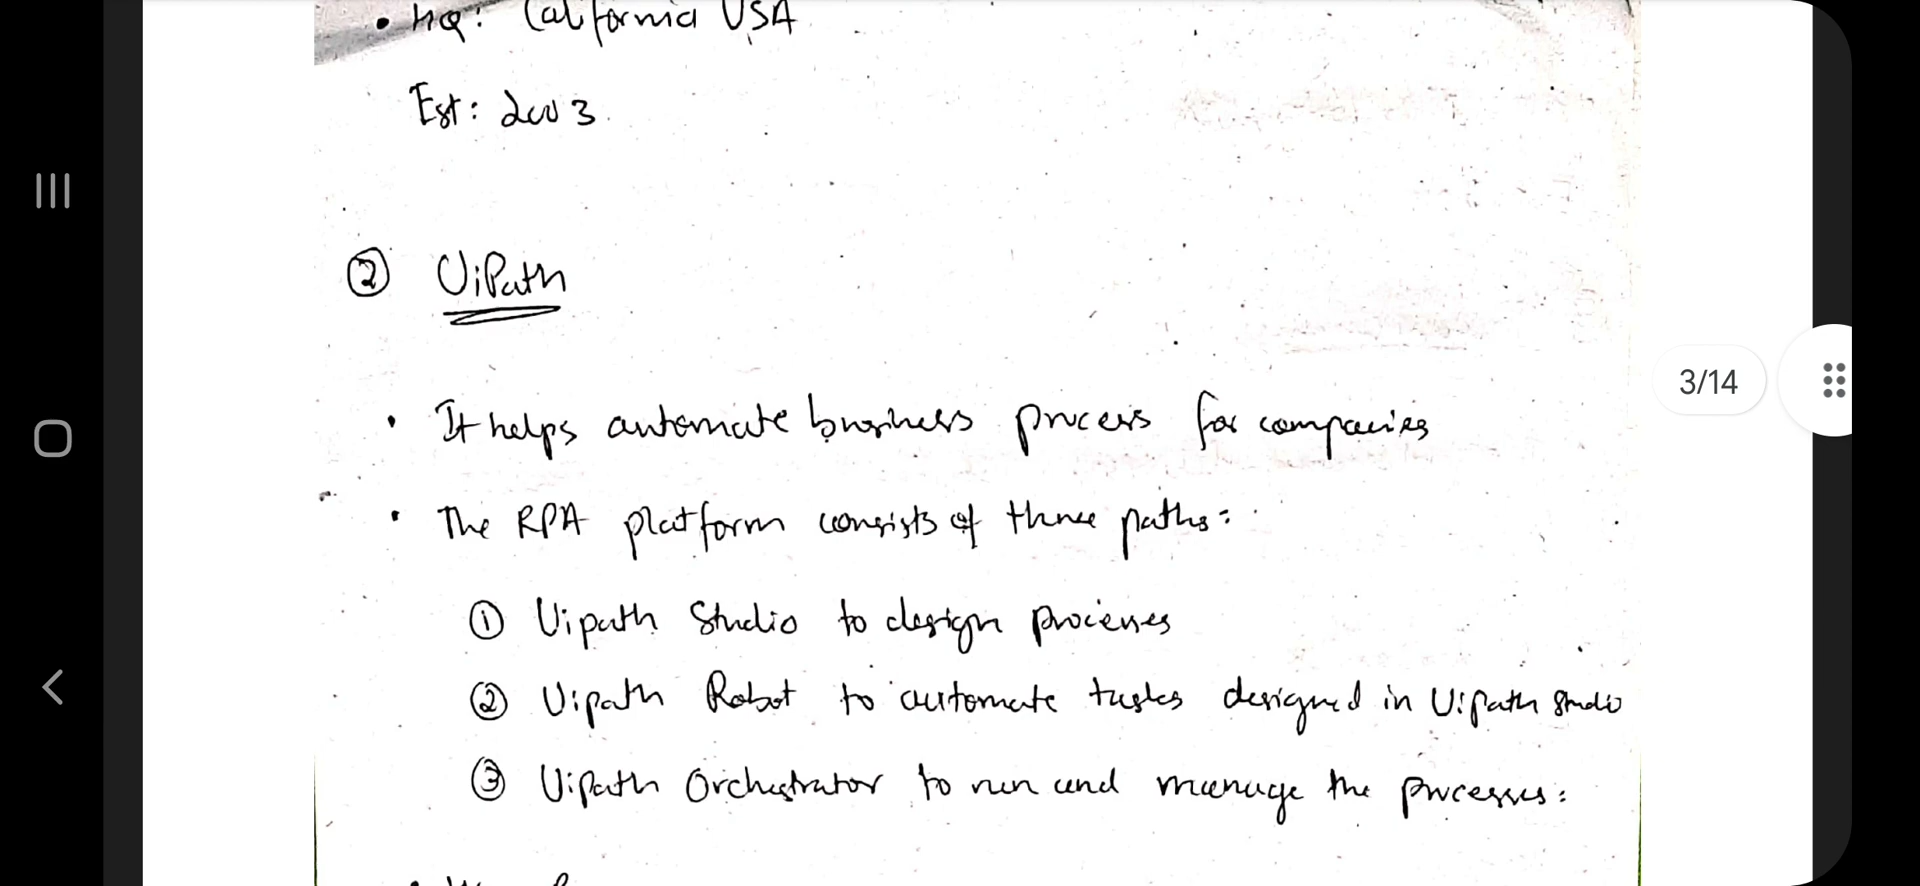 • HQ: California USA
Est: 2003.
② UiPath
• It helps automate business process for companies
• The RPA platform consists of three paths:
① Uipath Studio to design processes
② Uipath Robot to automate tasks designed in UiPath Studio
③ UiPath Orchestrator to run and manage the processes:
3/14